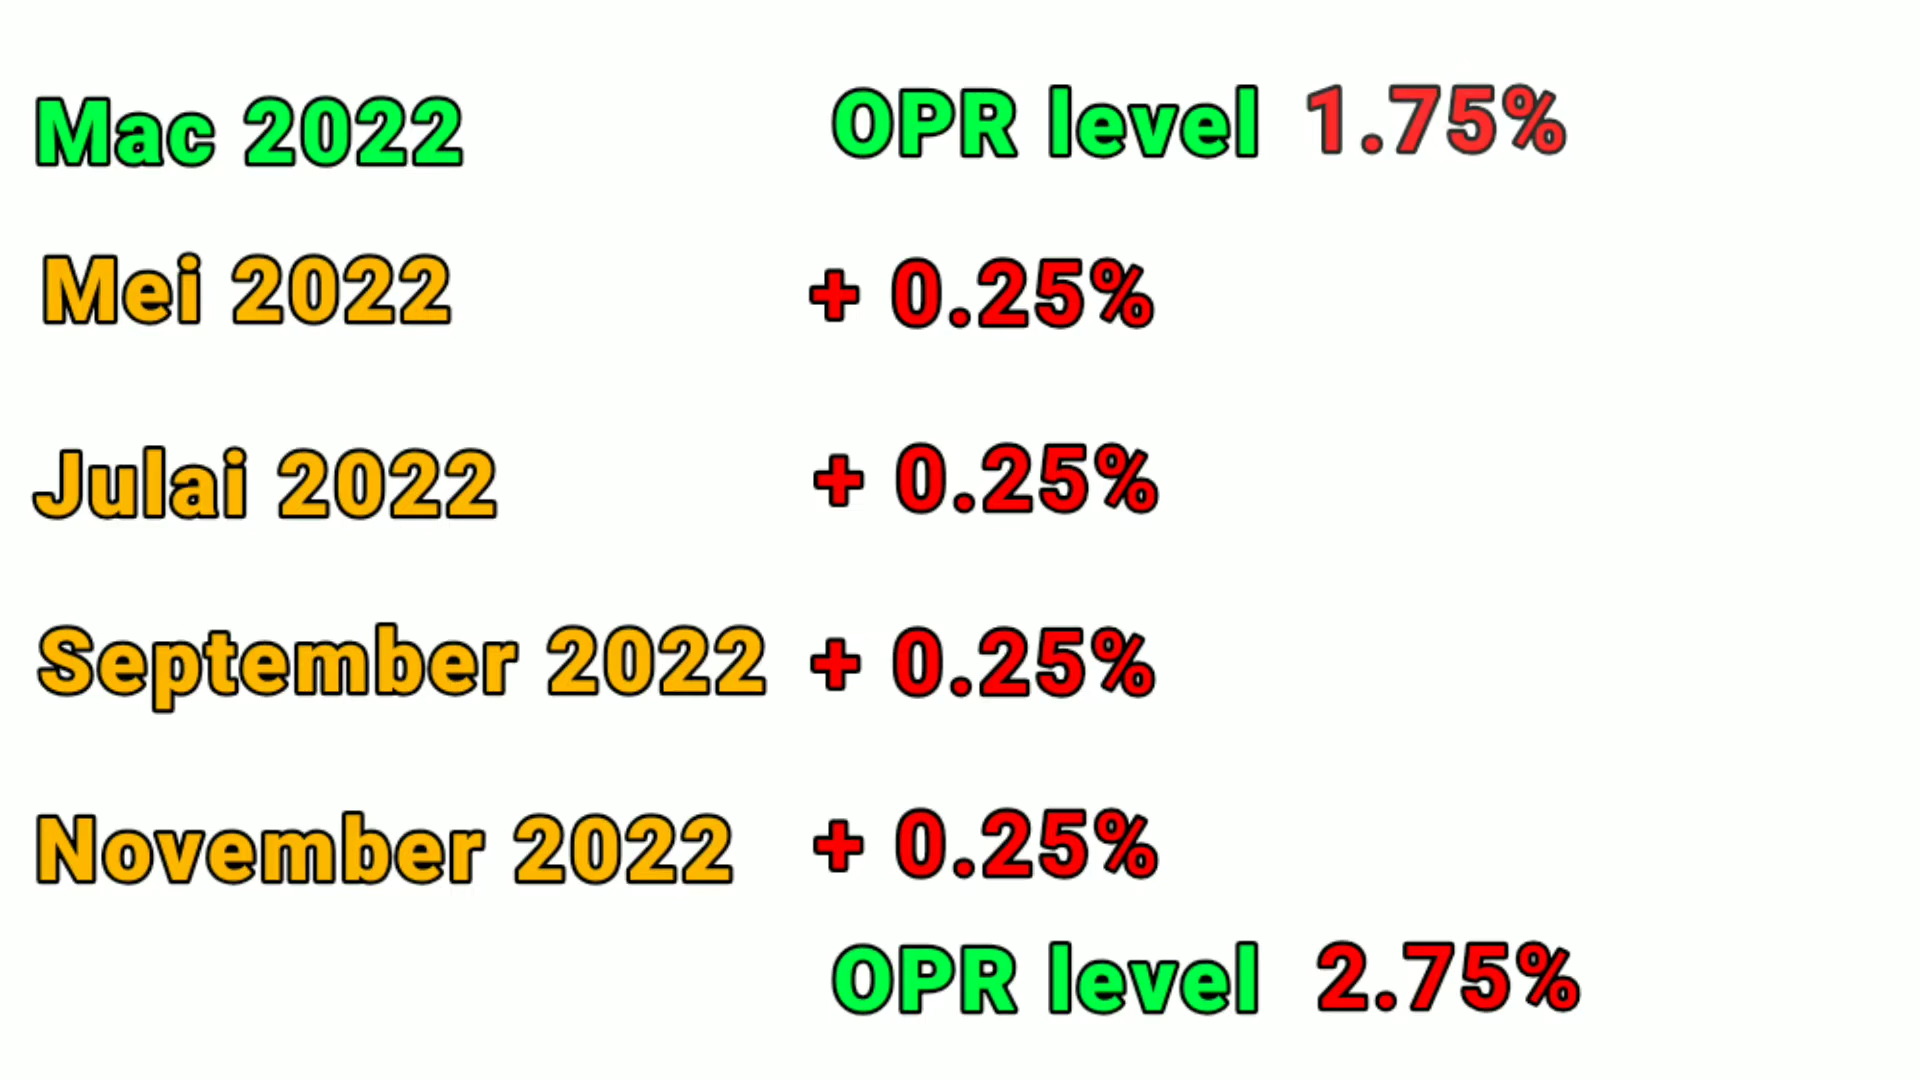 Mac 2022 OPR level 1.75%
Mei 2022 + 0.25%
Julai 2022 + 0.25%
September 2022 + 0.25%
November 2022 + 0.25%
OPR level 2.75%